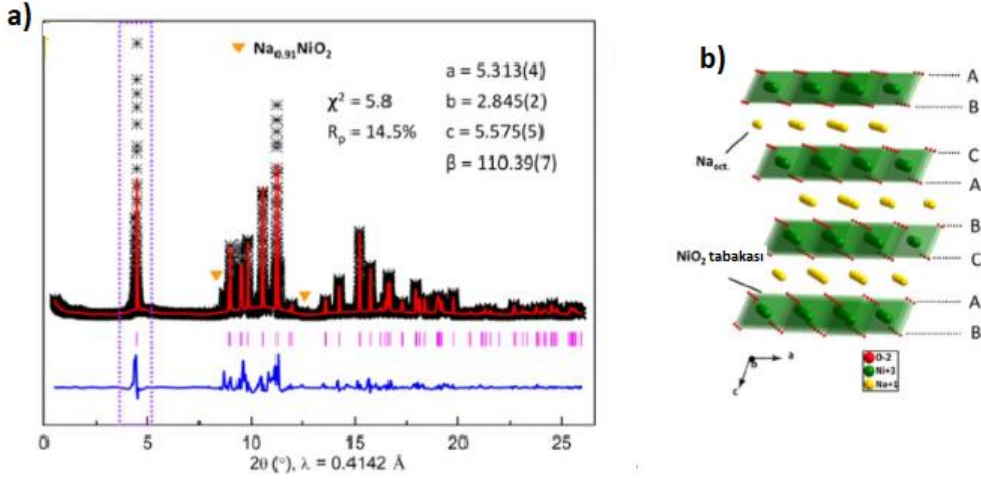 a)
Na0.91NiO2
χ² = 5.8
Rp = 14.5%
a = 5.313(4)
b = 2.845(2)
c = 5.575(5)
β = 110.39(7)
0 5 10 15 20 25
2θ (°), λ = 0.4142 Å
b)
A
B
Naoct.
C
A
B
NiO2 tabakası
C
A
B
b a
c
O-2
Ni+3
Na+1